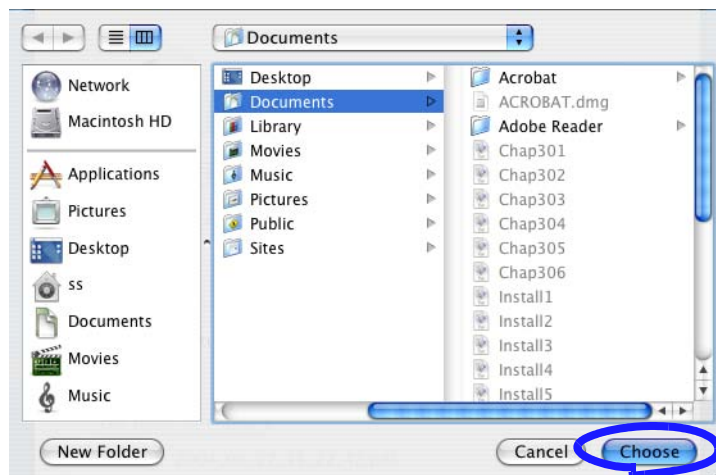 Documents
Network
Macintosh HD
Applications
Pictures
Desktop
ss
Documents
Movies
Music
Desktop
Documents
Library
Movies
Music
Pictures
Public
Sites
Acrobat
ACROBAT.dmg
Adobe Reader
Chap301
Chap302
Chap303
Chap304
Chap305
Chap306
Install1
Install2
Install3
Install4
Install5
New Folder
Cancel
Choose